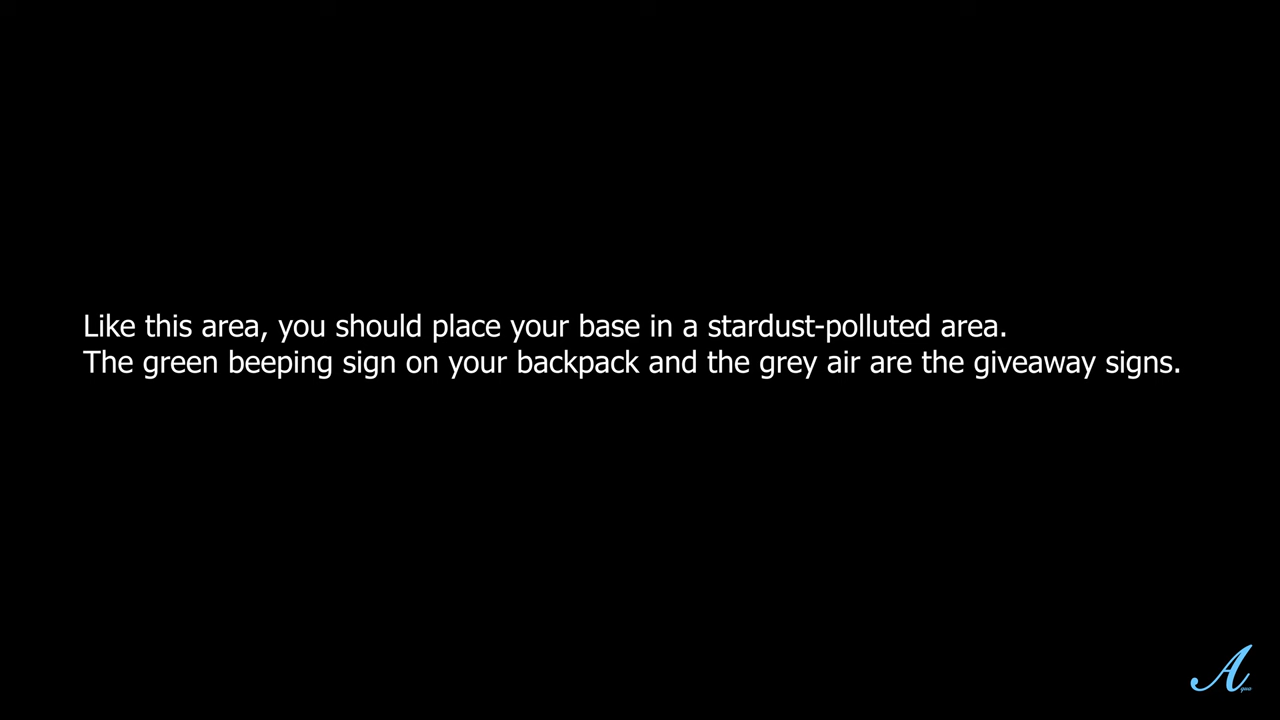 Like this area, you should place your base in a stardust-polluted area.
The green beeping sign on your backpack and the grey air are the giveaway signs.
A